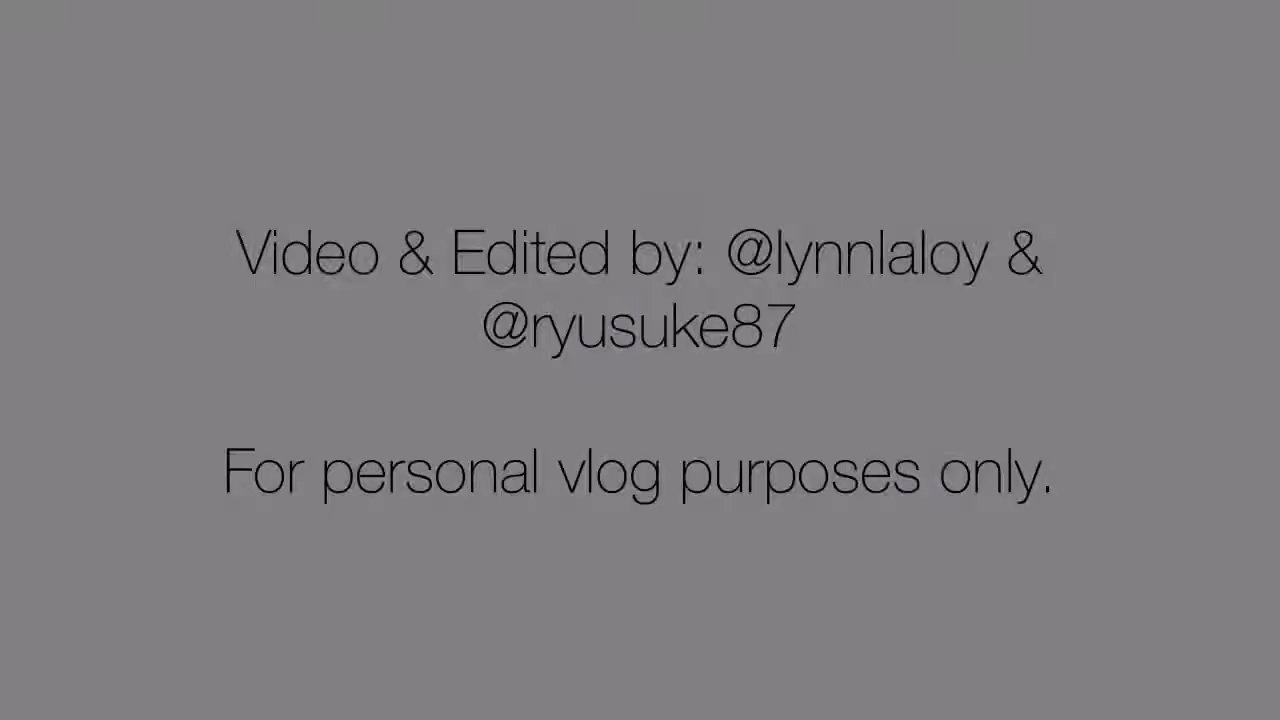 Video & Edited by: @lynnlaloy &
@ryusuke87
For personal vlog purposes only.